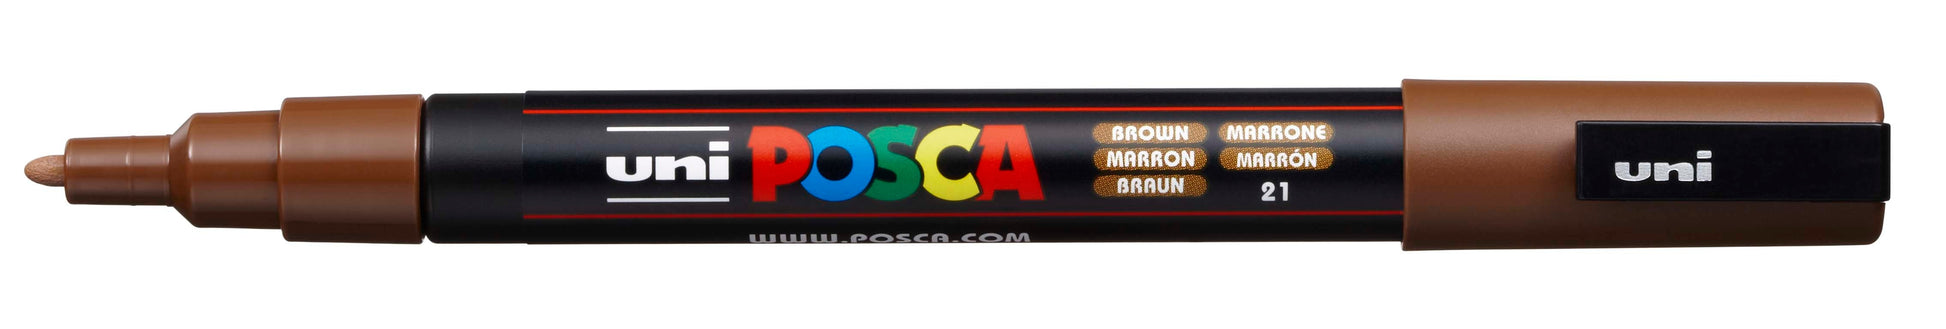 uni
POSCA
BROWN
MARRONE
MARRON
MARRÓN
BRAUN
21
WWW.POSCA.COM
uni